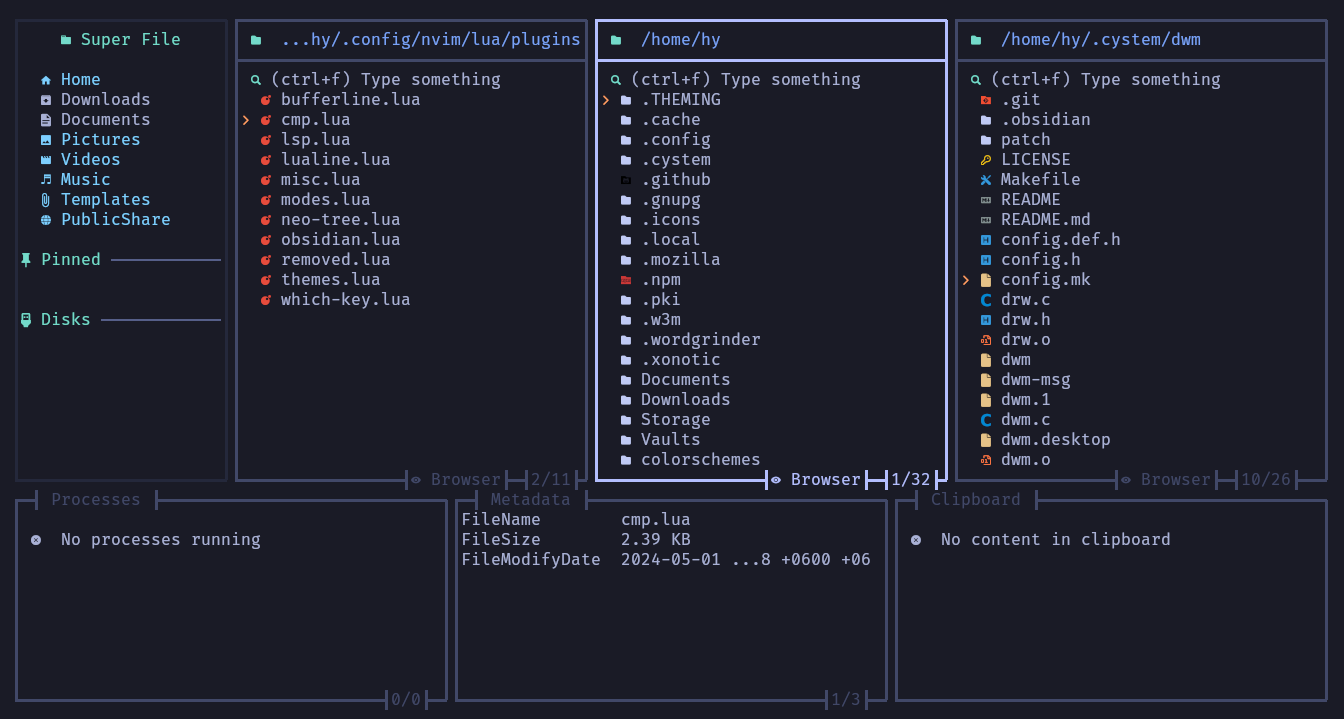 Super File
Home
Downloads
Documents
Pictures
Videos
Music
Templates
PublicShare
Pinned
Disks
...hy/.config/nvim/lua/plugins
(ctrl+f) Type something
bufferline.lua
cmp.lua
lsp.lua
lualine.lua
misc.lua
modes.lua
neo-tree.lua
obsidian.lua
removed.lua
themes.lua
which-key.lua
Browser 2/11
/home/hy
(ctrl+f) Type something
.THEMING
.cache
.config
.cystem
.github
.gnupg
.icons
.local
.mozilla
.npm
.pki
.w3m
.wordgrinder
.xonotic
Documents
Downloads
Storage
Vaults
colorschemes
Browser 1/32
/home/hy/.cystem/dwm
(ctrl+f) Type something
.git
.obsidian
patch
LICENSE
Makefile
README
README.md
config.def.h
config.h
config.mk
drw.c
drw.h
drw.o
dwm
dwm-msg
dwm.1
dwm.c
dwm.desktop
dwm.o
Browser 10/26
Processes
No processes running
0/0
Metadata
FileName cmp.lua
FileSize 2.39 KB
FileModifyDate 2024-05-01 ...8 +0600 +06
1/3
Clipboard
No content in clipboard